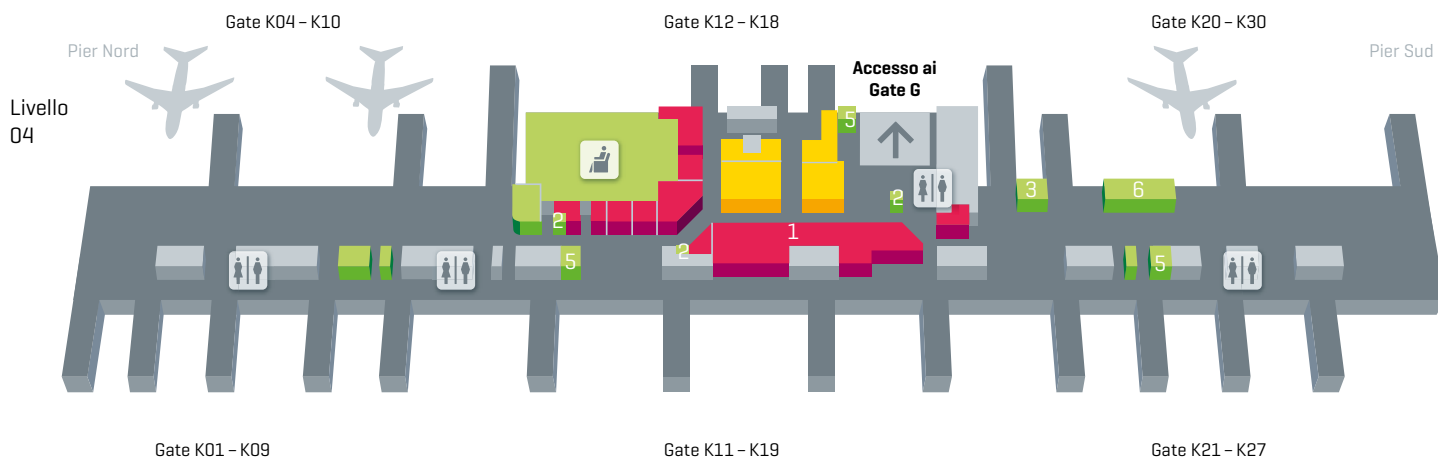 Gate K04 – K10
Gate K12 – K18
Gate K20 – K30
Pier Nord
Pier Sud
Accesso ai
Gate G
Livello
04
5
2
3
6
2
1
2
5
5
Gate K01 – K09
Gate K11 – K19
Gate K21 – K27